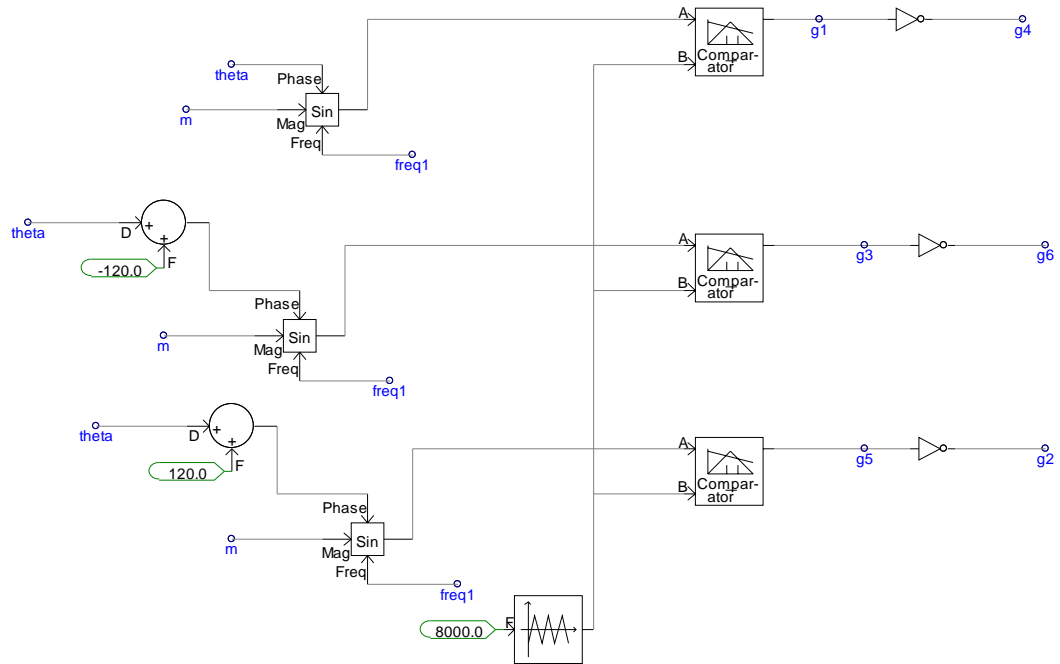 A
g1
g4
Compar-
ator
B
theta
Phase
Sin
m
Mag
Freq
freq1
theta
D
+
+
F
-120.0
A
g3
g6
Compar-
ator
B
Phase
Sin
m
Mag
Freq
freq1
theta
D
+
+
F
120.0
A
g5
g2
Compar-
ator
B
Phase
Sin
m
Mag
Freq
freq1
8000.0
F